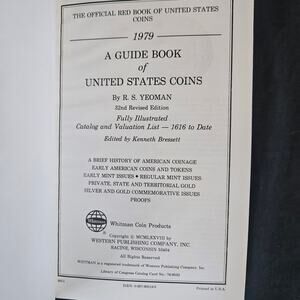 THE OFFICIAL RED BOOK OF UNITED STATES
COINS
1979
A GUIDE BOOK
of
UNITED STATES COINS
By R. S. YEOMAN
32nd Revised Edition
Fully Illustrated
Catalog and Valuation List — 1616 to Date
Edited by Kenneth Bressett
A BRIEF HISTORY OF AMERICAN COINAGE
EARLY AMERICAN COINS AND TOKENS
EARLY MINT ISSUES • REGULAR MINT ISSUES
PRIVATE, STATE AND TERRITORIAL GOLD
SILVER AND GOLD COMMEMORATIVE ISSUES
PROOFS
Whitman
Whitman Coin Products
Copyright © MCMLXXVIII by
WESTERN PUBLISHING COMPANY, INC.
RACINE, WISCONSIN 53404
All Rights Reserved
WHITMAN is a registered trademark of Western Publishing Company, Inc.
Library of Congress Catalog Card No.
Printed in U.S.A.